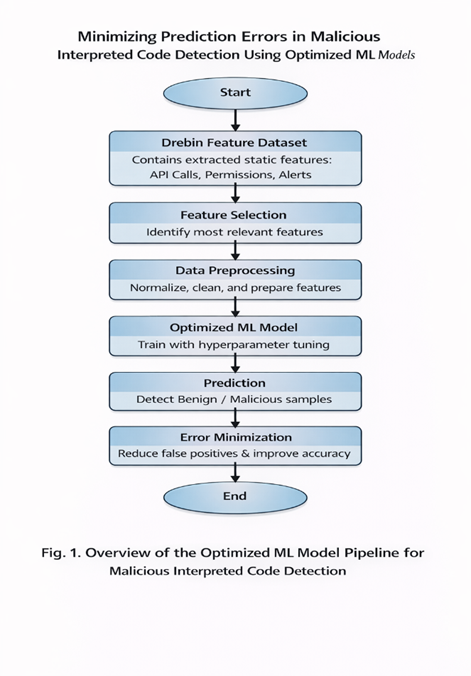 Minimizing Prediction Errors in Malicious
Interpreted Code Detection Using Optimized ML Models
Start
Drebin Feature Dataset
Contains extracted static features:
API Calls, Permissions, Alerts
Feature Selection
Identify most relevant features
Data Preprocessing
Normalize, clean, and prepare features
Optimized ML Model
Train with hyperparameter tuning
Prediction
Detect Benign / Malicious samples
Error Minimization
Reduce false positives & improve accuracy
End
Fig. 1. Overview of the Optimized ML Model Pipeline for
Malicious Interpreted Code Detection